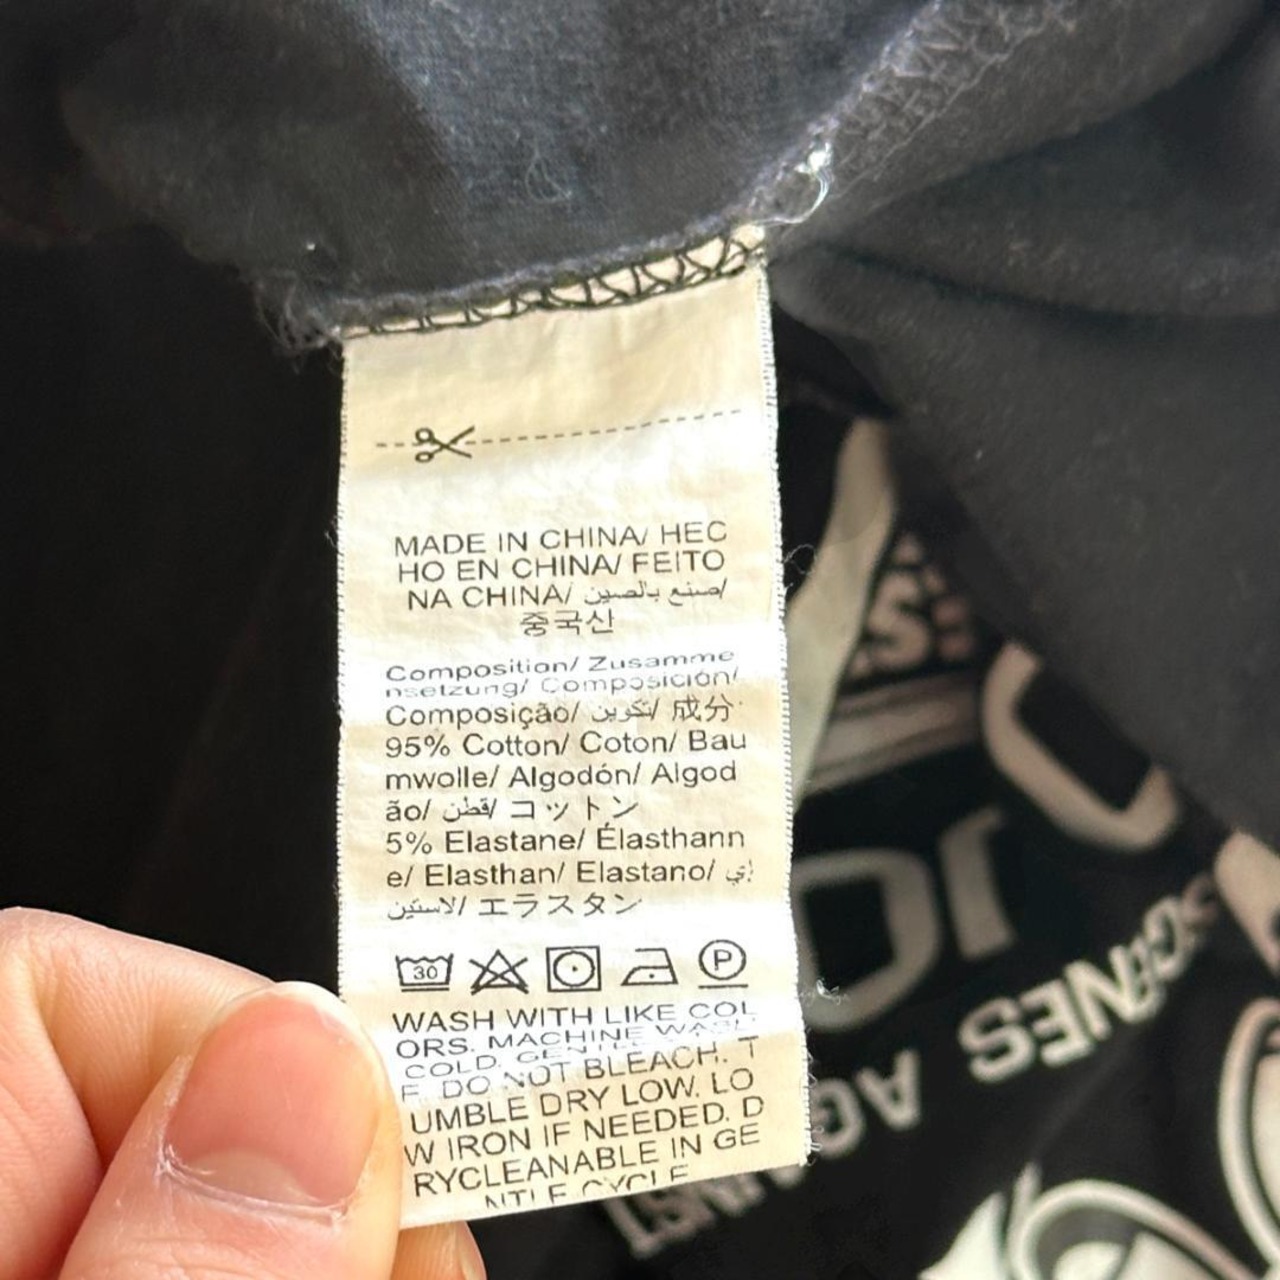 MADE IN CHINA/ HEC
HO EN CHINA/ FEITO
NA CHINA/ صنع بالصين/
중국산
Composition/ Zusamme
nsetzung/ Composición/
Composição/ تكوين/ 成分
95% Cotton/ Coton/ Bau
mwolle/ Algodón/ Algod
ão/ قطن/ コットン
5% Elastane/ Élasthann
e/ Elasthan/ Elastano/ إي
لاستين/ エラスタン
30 P
WASH WITH LIKE COL
ORS. MACHINE WASH
COLD. GENTLE
DO NOT BLEACH. T
UMBLE DRY LOW. LO
W IRON IF NEEDED. D
RYCLEANABLE IN GE
NTLE CYCLE